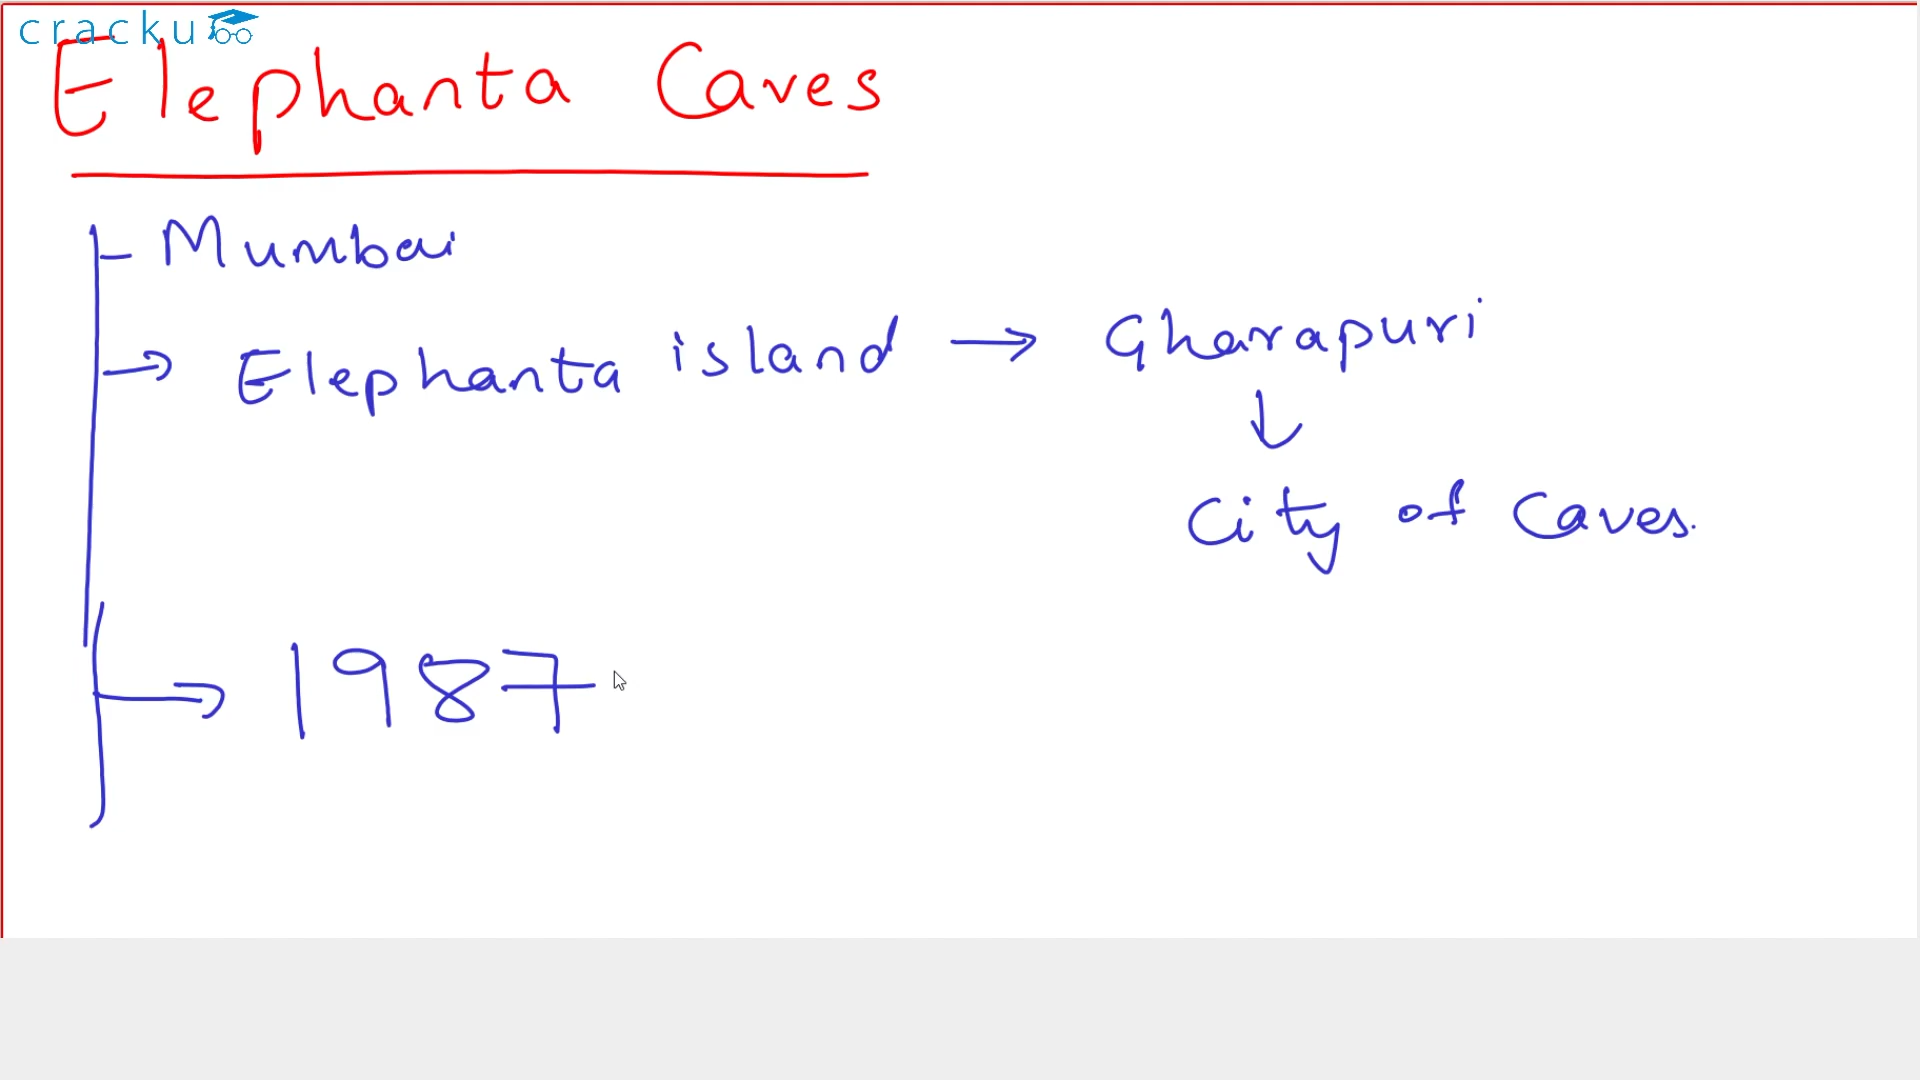 cracku
Elephanta Caves
Mumbai
Elephanta island → Gharapuri
↓
City of Caves.
→ 1987